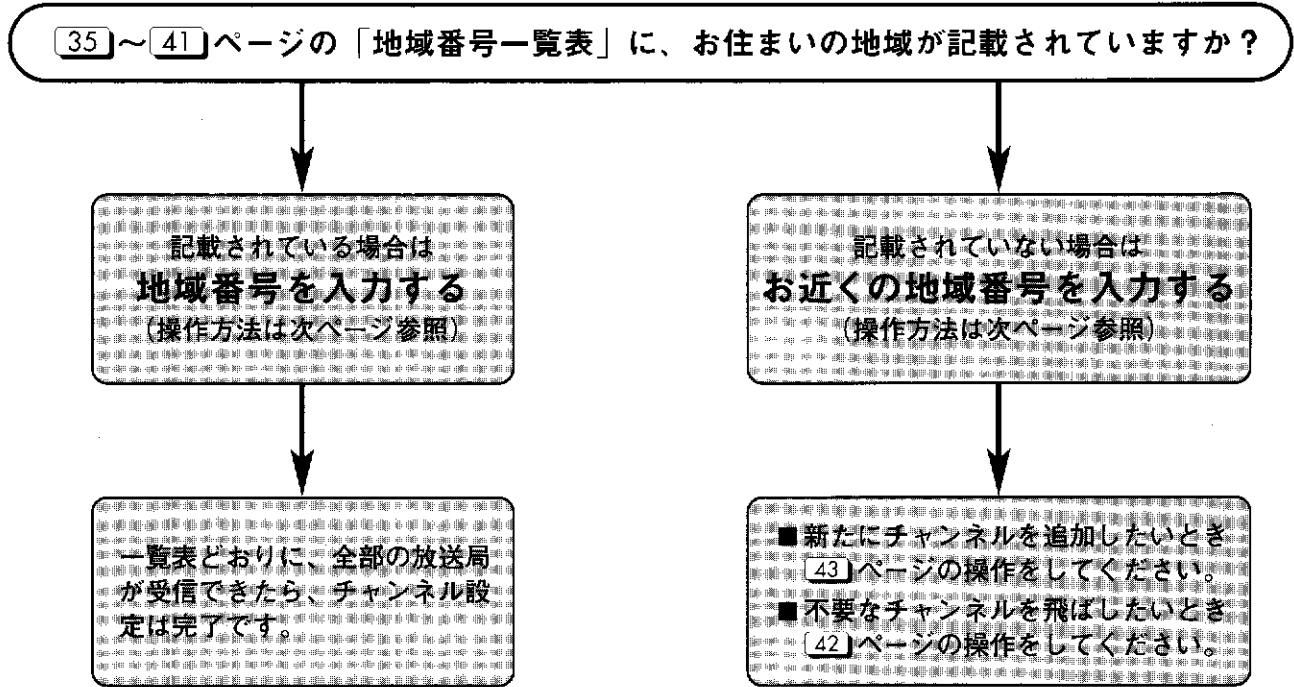 35～41ページの「地域番号一覧表」に、お住まいの地域が記載されていますか？
記載されている場合は
地域番号を入力する
（操作方法は次ページ参照）
一覧表どおりに、全部の放送局
が受信できたら、チャンネル設
定は完了です。
記載されていない場合は
お近くの地域番号を入力する
（操作方法は次ページ参照）
■新たにチャンネルを追加したいとき
43ページの操作をしてください。
■不要なチャンネルを飛ばしたいとき
42ページの操作をしてください。